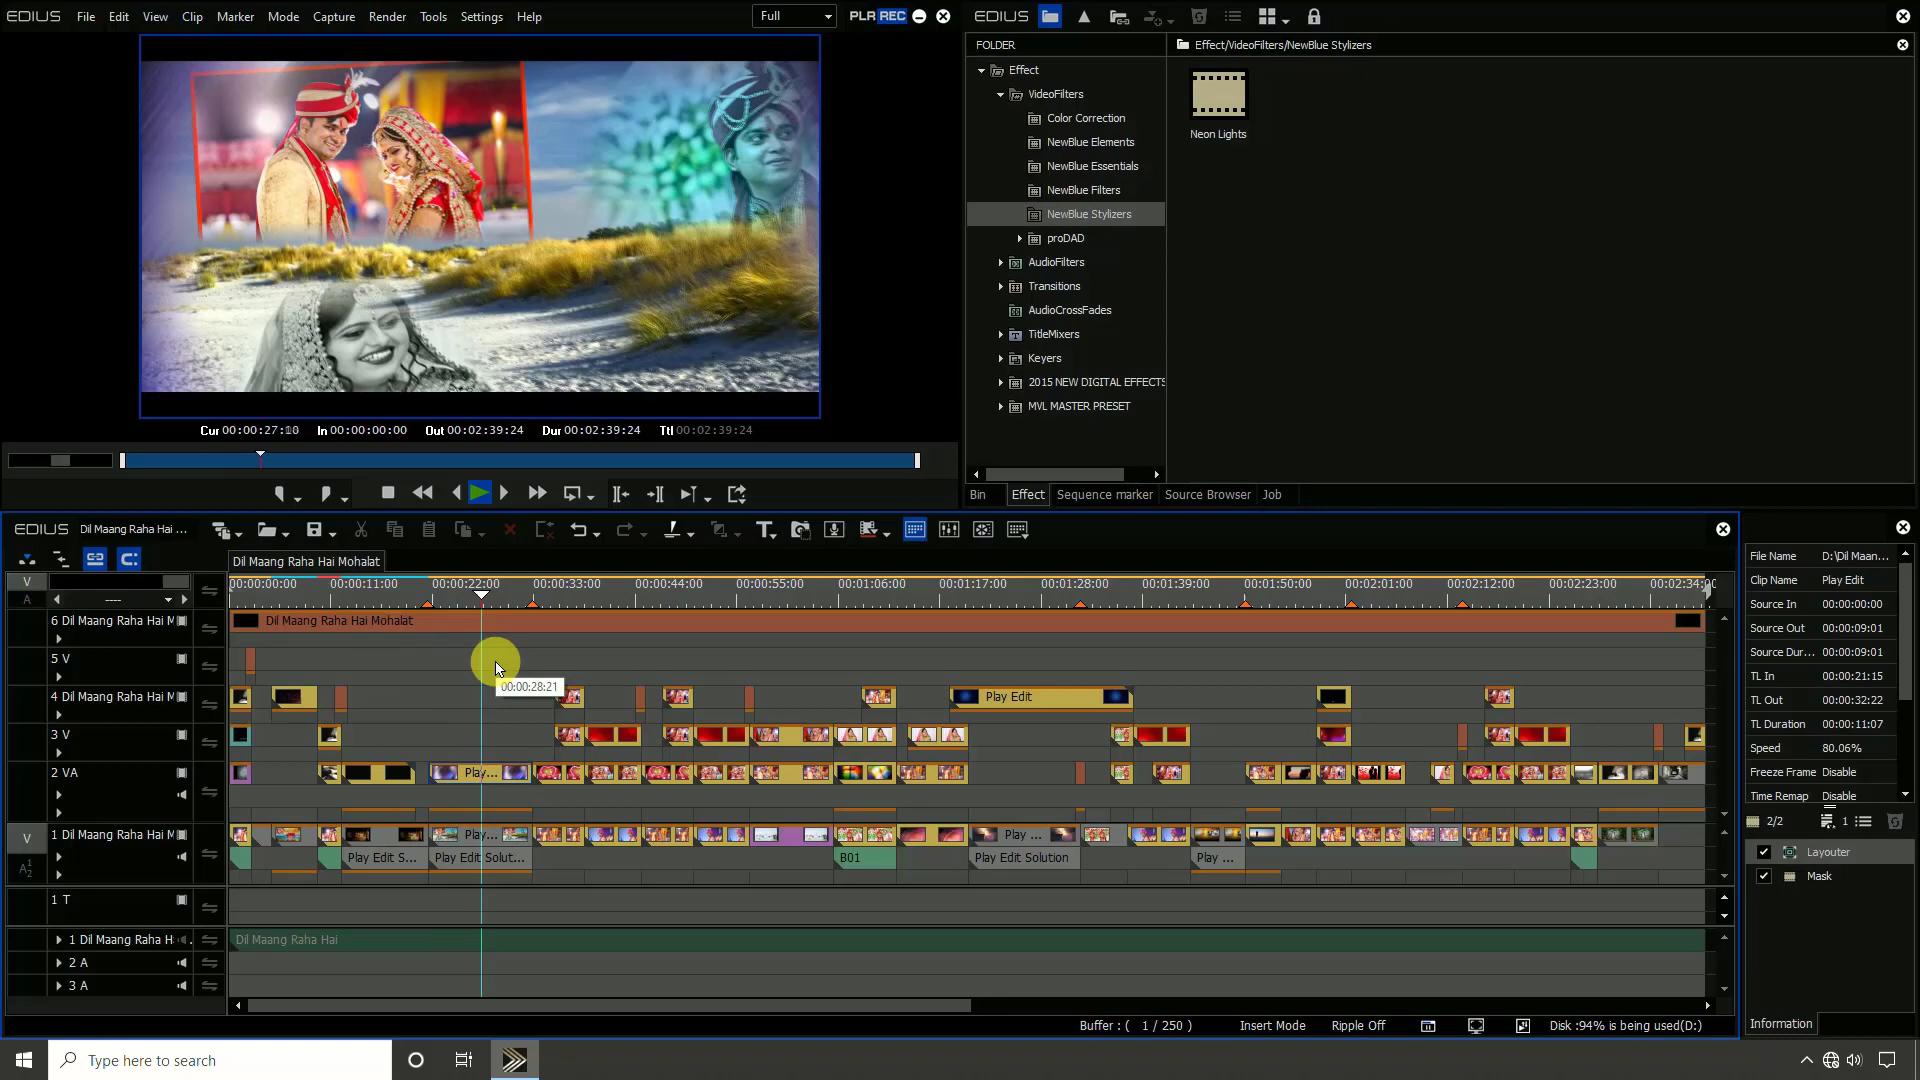 EDIUS File Edit View Clip Marker Mode Capture Render Tools Settings Help Full PLR REC
EDIUS
FOLDER
Effect/VideoFilters/NewBlue Stylizers
Effect
VideoFilters
Color Correction
NewBlue Elements
NewBlue Essentials
NewBlue Filters
NewBlue Stylizers
proDAD
AudioFilters
Transitions
AudioCrossFades
TitleMixers
Keyers
2015 NEW DIGITAL EFFECTS
MVL MASTER PRESET
Neon Lights
Cur 00:00:27:10 In 00:00:00:00 Out 00:02:39:24 Dur 00:02:39:24 Ttl 00:02:39:24
Bin Effect Sequence marker Source Browser Job
EDIUS Dil Maang Raha Hai ...
Dil Maang Raha Hai Mohalat
V
A
----
00:00:00:00 00:00:11:00 00:00:22:00 00:00:33:00 00:00:44:00 00:00:55:00 00:01:06:00 00:01:17:00 00:01:28:00 00:01:39:00 00:01:50:00 00:02:01:00 00:02:12:00 00:02:23:00 00:02:34:0
6 Dil Maang Raha Hai M
Dil Maang Raha Hai Mohalat
5 V
00:00:28:21
4 Dil Maang Raha Hai M
Play Edit
3 V
2 VA
Play...
V
1 Dil Maang Raha Hai M
Play...
Play ...
A1 2
Play Edit S...
Play Edit Solut...
B01
Play Edit Solution
Play ...
1 T
1 Dil Maang Raha H
Dil Maang Raha Hai
2 A
3 A
Buffer : ( 1 / 250 ) Insert Mode Ripple Off Disk :94% is being used(D:)
File Name D:\Dil Maan...
Clip Name Play Edit
Source In 00:00:00:00
Source Out 00:00:09:01
Source Dur... 00:00:09:01
TL In 00:00:21:15
TL Out 00:00:32:22
TL Duration 00:00:11:07
Speed 80.06%
Freeze Frame Disable
Time Remap Disable
2/2
1
Layouter
Mask
Information
Type here to search